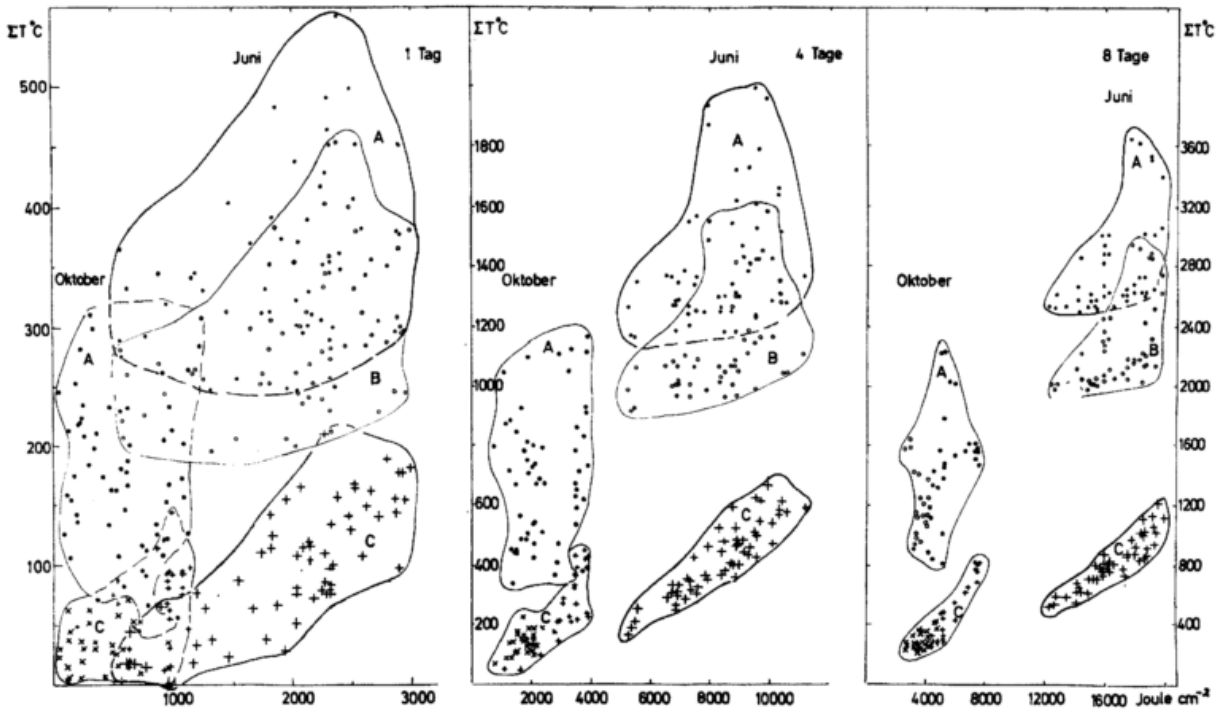 ΣT°C
Juni
1 Tag
ΣT°C
Juni
4 Tage
8 Tage
Juni
ΣT°C
500
400
300
200
100
Oktober
A
A
B
C
C
1000
2000
3000
1800
1600
1400
1200
1000
800
600
400
200
Oktober
A
A
B
C
C
2000
4000
6000
8000
10000
Oktober
A
A
B
C
C
3600
3200
2800
2400
2000
1600
1200
800
400
4000
8000
12000
16000
Joule cm⁻²